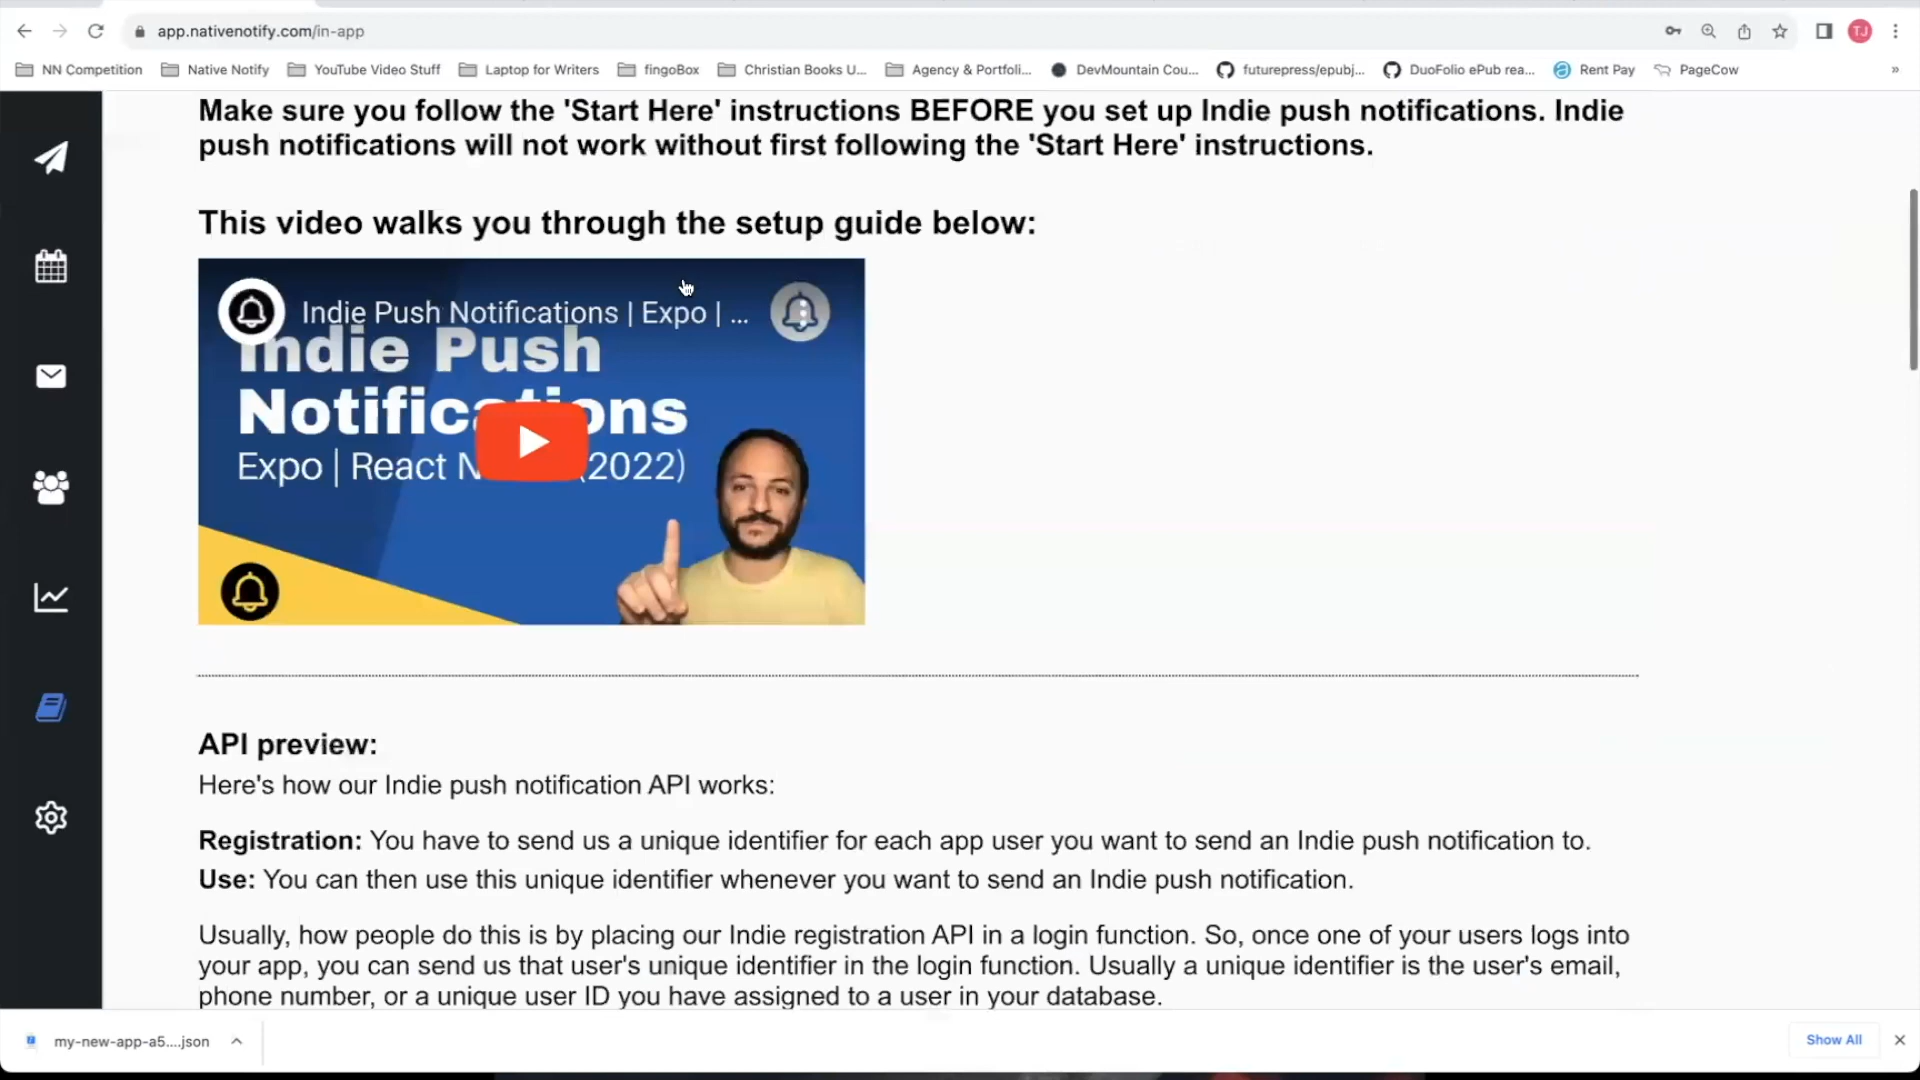 app.nativenotify.com/in-app
TJ
NN Competition
Native Notify
YouTube Video Stuff
Laptop for Writers
fingoBox
Christian Books U...
Agency & Portfoli...
DevMountain Cou...
futurepress/epubj...
DuoFolio ePub rea...
Rent Pay
PageCow
»
Make sure you follow the 'Start Here' instructions BEFORE you set up Indie push notifications. Indie
push notifications will not work without first following the 'Start Here' instructions.
This video walks you through the setup guide below:
Indie Push Notifications | Expo | ...
Indie Push
Notifications
Expo | React N (2022)
API preview:
Here's how our Indie push notification API works:
Registration: You have to send us a unique identifier for each app user you want to send an Indie push notification to.
Use: You can then use this unique identifier whenever you want to send an Indie push notification.
Usually, how people do this is by placing our Indie registration API in a login function. So, once one of your users logs into
your app, you can send us that user's unique identifier in the login function. Usually a unique identifier is the user's email,
phone number, or a unique user ID you have assigned to a user in your database.
my-new-app-a5....json
Show All